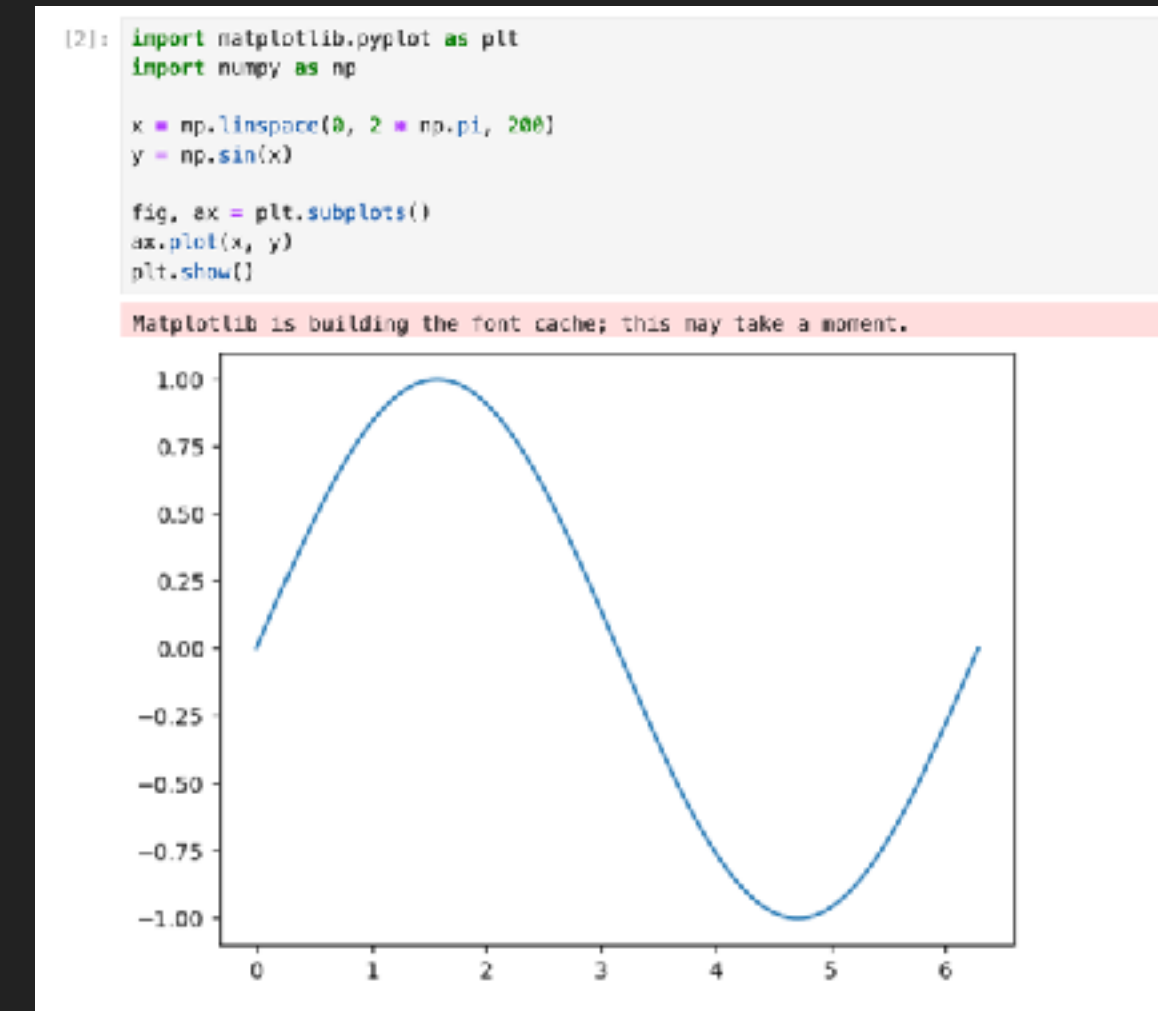 [2]:
import matplotlib.pyplot as plt
import numpy as np
x = np.linspace(0, 2 * np.pi, 200)
y = np.sin(x)
fig, ax = plt.subplots()
ax.plot(x, y)
plt.show()
Matplotlib is building the font cache; this may take a moment.
1.00
0.75
0.50
0.25
0.00
−0.25
−0.50
−0.75
−1.00
0 1 2 3 4 5 6